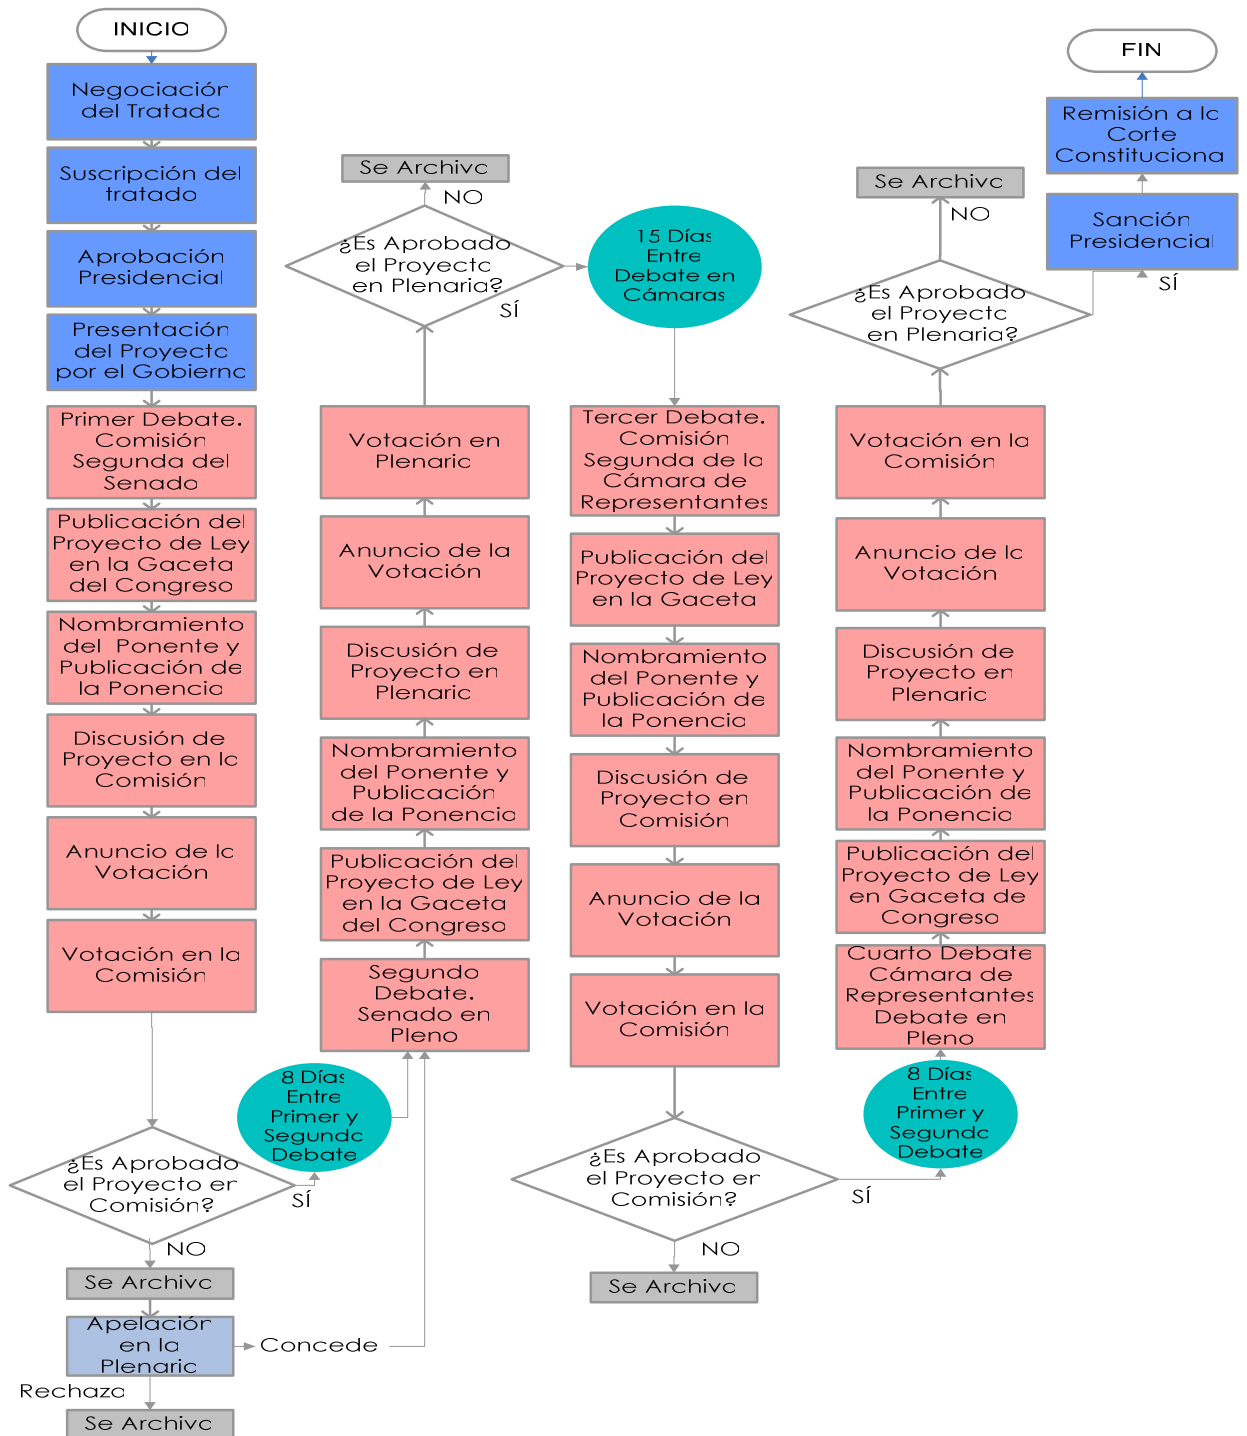 INICIO
Negociación
del Tratado
Suscripción del
tratado
Aprobación
Presidencial
Presentación
del Proyecto
por el Gobierno
Primer Debate.
Comisión
Segunda del
Senado
Publicación del
Proyecto de Ley
en la Gaceta
del Congreso
Nombramiento
del Ponente y
Publicación de
la Ponencia
Discusión de
Proyecto en la
Comisión
Anuncio de la
Votación
Votación en la
Comisión
¿Es Aprobado
el Proyecto en
Comisión?
SÍ
NO
Se Archiva
Apelación
en la
Plenaria
Concede
Rechaza
Se Archiva
8 Días
Entre
Primer y
Segundo
Debate
Segundo
Debate.
Senado en
Pleno
Publicación del
Proyecto de Ley
en la Gaceta
del Congreso
Nombramiento
del Ponente y
Publicación
de la Ponencia
Discusión de
Proyecto en
Plenaria
Anuncio de la
Votación
Votación en
Plenaria
¿Es Aprobado
el Proyecto
en Plenaria?
NO
Se Archiva
SÍ
15 Días
Entre
Debate en
Cámaras
Tercer Debate.
Comisión
Segunda de la
Cámara de
Representantes
Publicación del
Proyecto de Ley
en la Gaceta
Nombramiento
del Ponente y
Publicación de
la Ponencia
Discusión de
Proyecto en
Comisión
Anuncio de la
Votación
Votación en la
Comisión
¿Es Aprobado
el Proyecto en
Comisión?
NO
Se Archiva
SÍ
8 Días
Entre
Primer y
Segundo
Debate
Cuarto Debate
Cámara de
Representantes
Debate en
Pleno
Publicación del
Proyecto de Ley
en Gaceta de
Congreso
Nombramiento
del Ponente y
Publicación de
la Ponencia
Discusión de
Proyecto en
Plenaria
Anuncio de la
Votación
Votación en la
Comisión
¿Es Aprobado
el Proyecto
en Plenaria?
NO
Se Archiva
SÍ
Sanción
Presidencial
Remisión a la
Corte
Constituciona
FIN